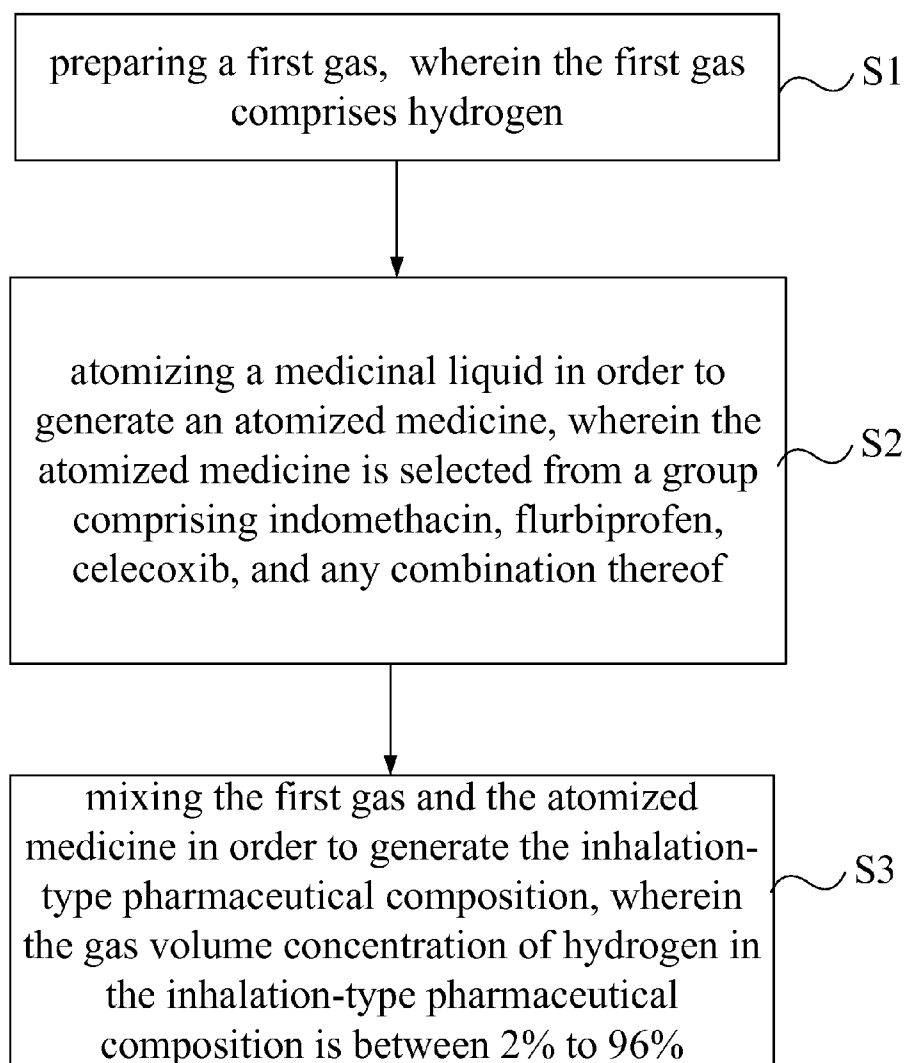 preparing a first gas, wherein the first gas
comprises hydrogen
S1
atomizing a medicinal liquid in order to
generate an atomized medicine, wherein the
atomized medicine is selected from a group
comprising indomethacin, flurbiprofen,
celecoxib, and any combination thereof
S2
mixing the first gas and the atomized
medicine in order to generate the inhalation-
type pharmaceutical composition, wherein
the gas volume concentration of hydrogen in
the inhalation-type pharmaceutical
composition is between 2% to 96%
S3